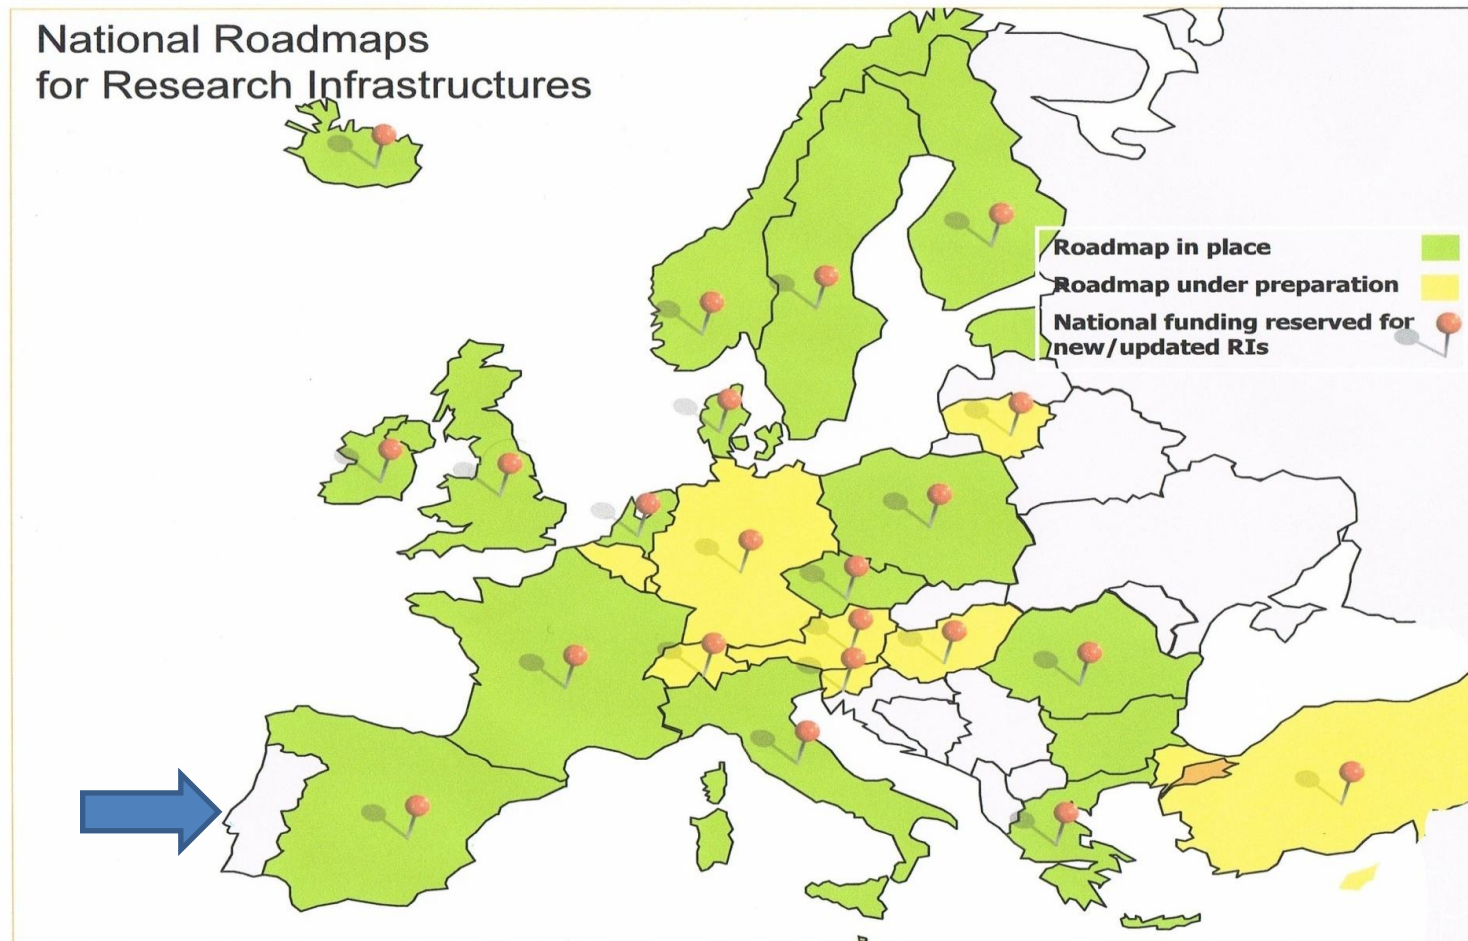 National Roadmaps
for Research Infrastructures
Roadmap in place
Roadmap under preparation
National funding reserved for
new/updated RIs